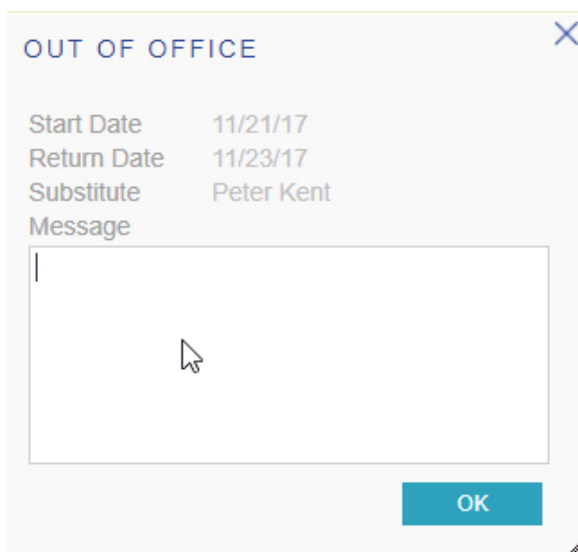 OUT OF OFFICE
Start Date 11/21/17
Return Date 11/23/17
Substitute Peter Kent
Message
OK